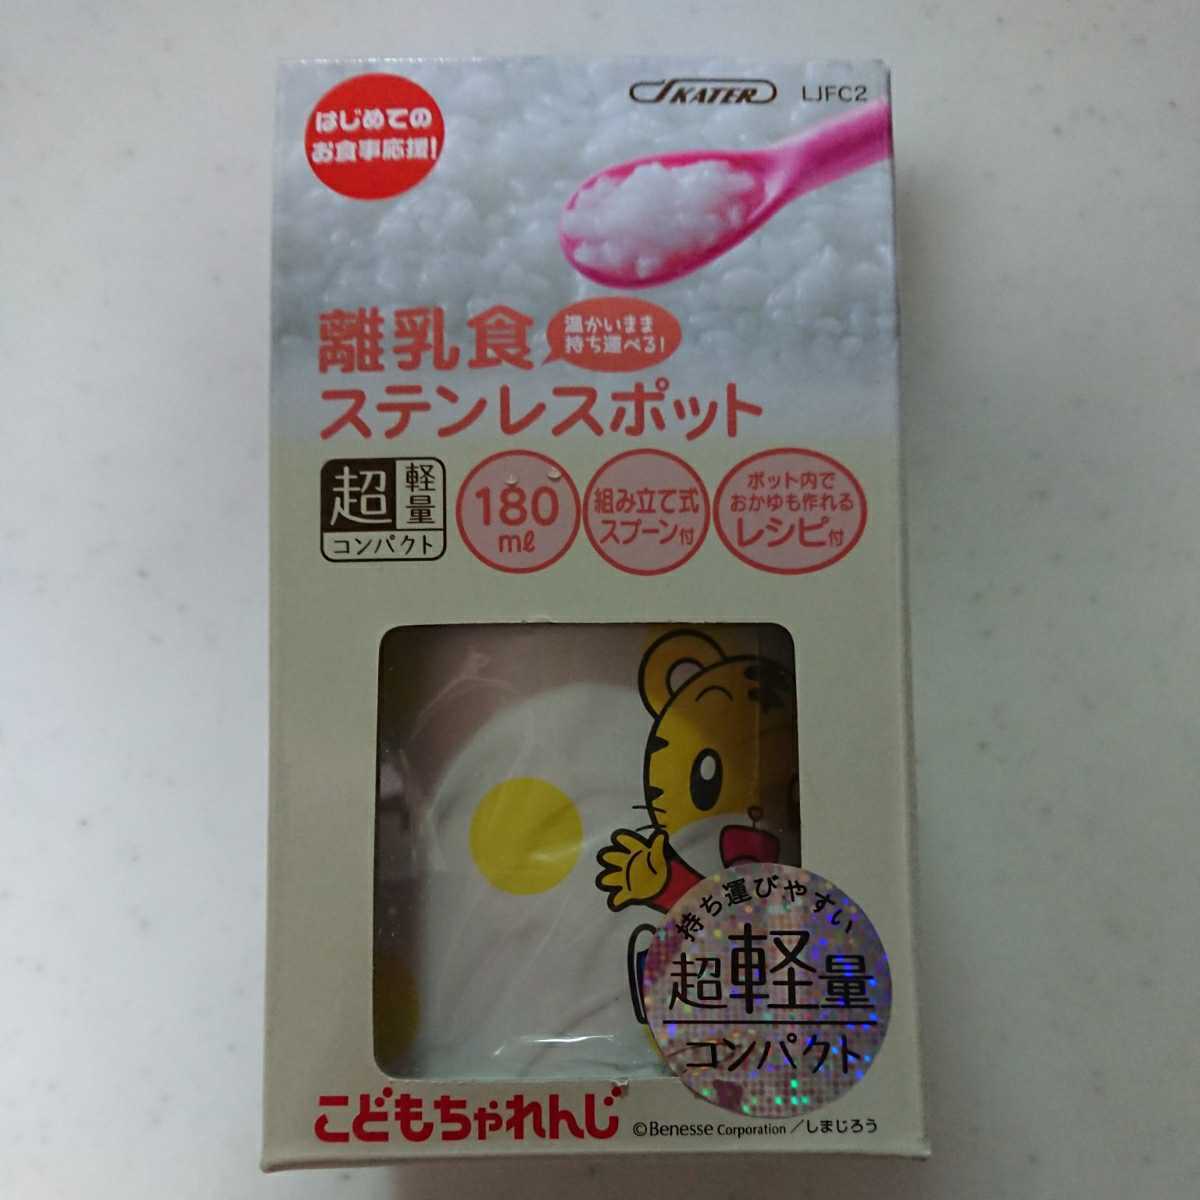 はじめての
お食事応援!
SKATER LJFC2
離乳食
温かいまま
持ち運べる!
ステンレスポット
超軽量
コンパクト
180
ml
組み立て式
スプーン付
ポット内で
おかゆも作れる
レシピ付
持ち運びやすい
超軽量
コンパクト
こどもちゃれんじ
©Benesse Corporation/しまじろう